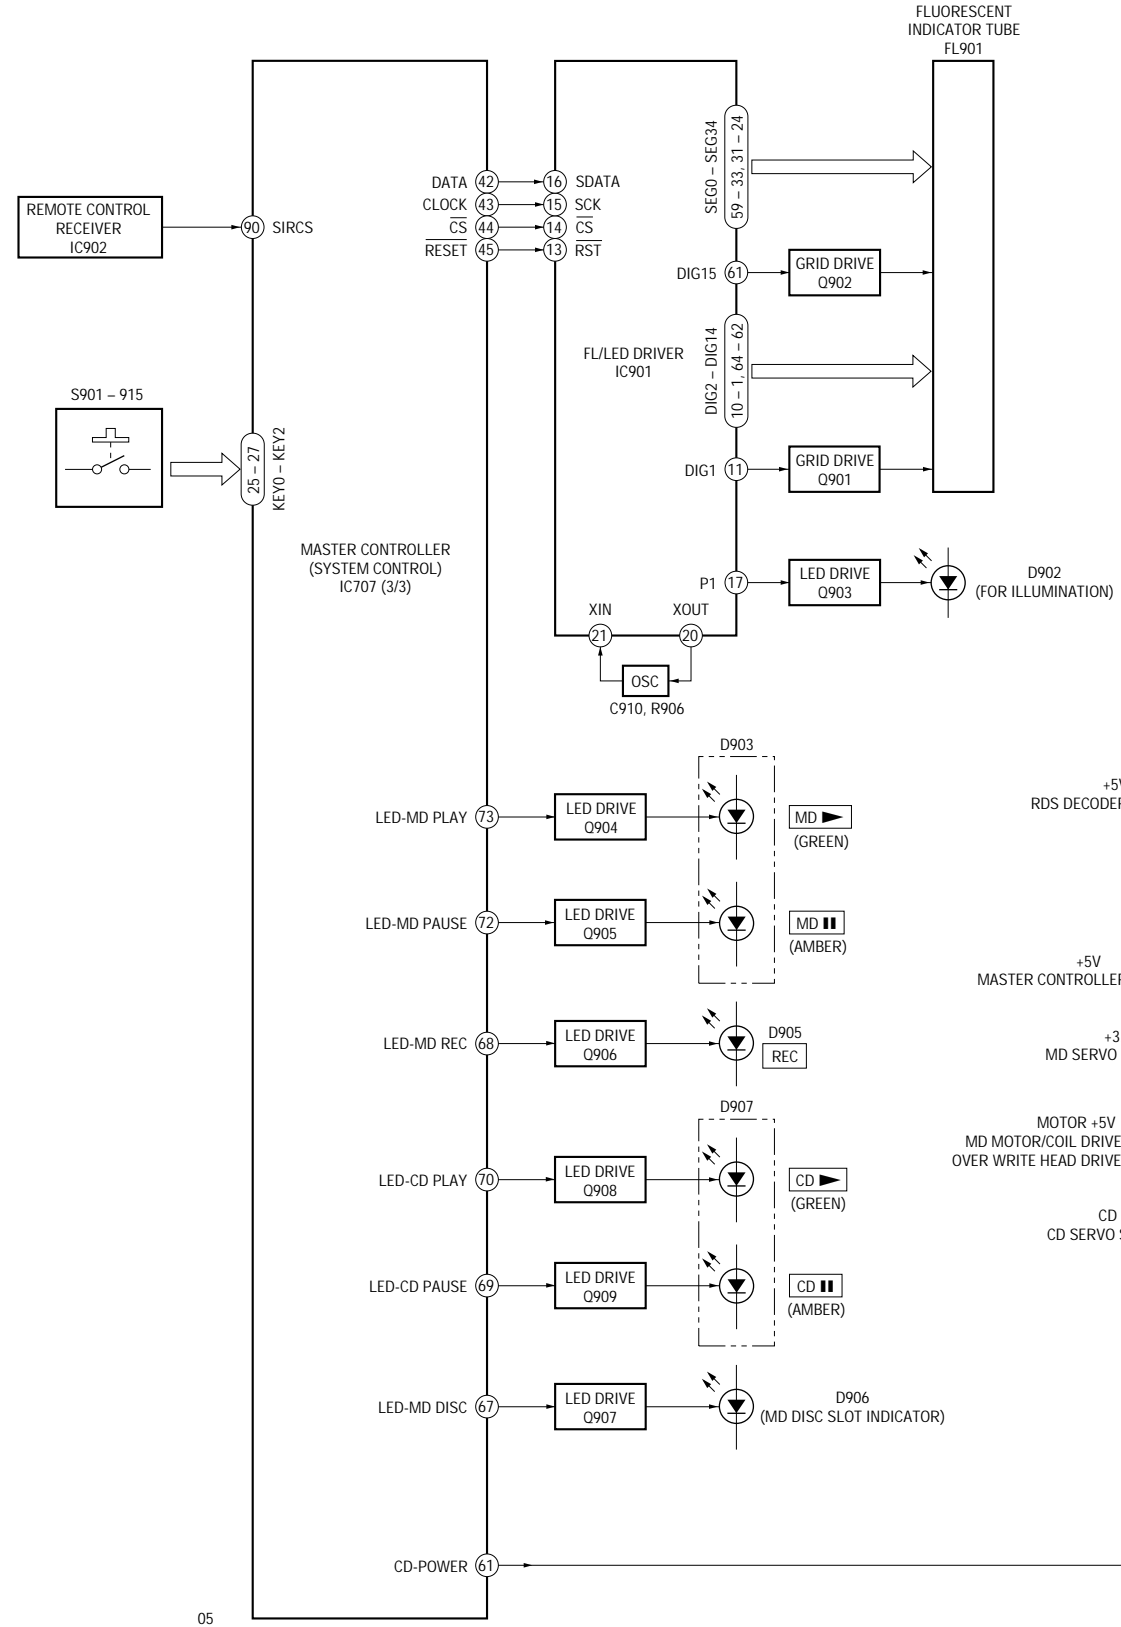 FLUORESCENT
INDICATOR TUBE
FL901
SEG0 – SEG34
59 – 33, 31 – 24
DATA 42 16 SDATA
CLOCK 43 15 SCK
CS 44 14 CS
RESET 45 13 RST
REMOTE CONTROL
RECEIVER
IC902
90 SIRCS
DIG15 61
GRID DRIVE
Q902
FL/LED DRIVER
IC901
DIG2 – DIG14
10 – 1, 64 – 62
S901 – 915
25 – 27
KEY0 – KEY2
DIG1 11
GRID DRIVE
Q901
MASTER CONTROLLER
(SYSTEM CONTROL)
IC707 (3/3)
P1 17
LED DRIVE
Q903
D902
(FOR ILLUMINATION)
XIN XOUT
21 20
OSC
C910, R906
D903
LED-MD PLAY 73
LED DRIVE
Q904
MD
(GREEN)
+5V
RDS DECODER
LED-MD PAUSE 72
LED DRIVE
Q905
MD
(AMBER)
+5V
MASTER CONTROLLER
LED-MD REC 68
LED DRIVE
Q906
D905
REC
+3
MD SERVO
D907
MOTOR +5V
MD MOTOR/COIL DRIVE
OVER WRITE HEAD DRIVE
LED-CD PLAY 70
LED DRIVE
Q908
CD
(GREEN)
CD
CD SERVO
LED-CD PAUSE 69
LED DRIVE
Q909
CD
(AMBER)
LED-MD DISC 67
LED DRIVE
Q907
D906
(MD DISC SLOT INDICATOR)
CD-POWER 61
05